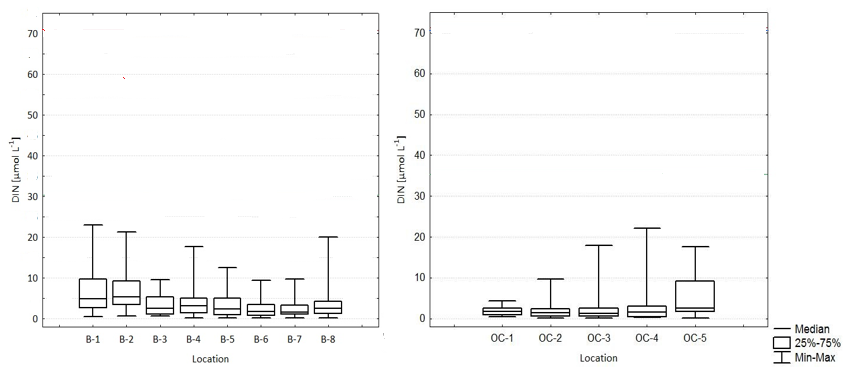 70
60
50
40
30
20
10
0
DIN [µmol L⁻¹]
B-1 B-2 B-3 B-4 B-5 B-6 B-7 B-8
Location
70
60
50
40
30
20
10
0
DIN [µmol L⁻¹]
OC-1 OC-2 OC-3 OC-4 OC-5
Location
Median
25%-75%
Min-Max